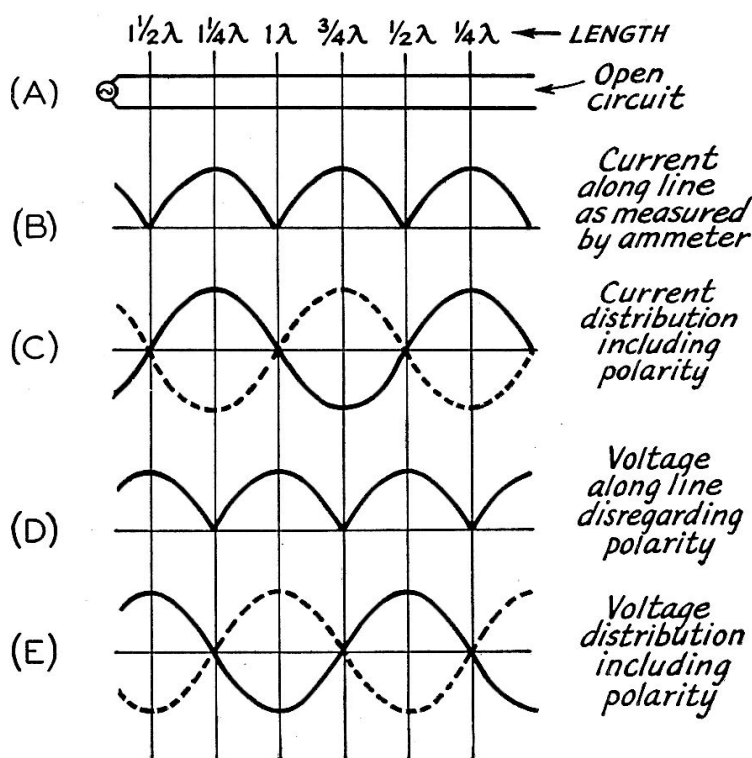 1½λ 1¼λ 1λ ¾λ ½λ ¼λ ← LENGTH
(A)
Open
circuit
(B)
Current
along line
as measured
by ammeter
(C)
Current
distribution
including
polarity
(D)
Voltage
along line
disregarding
polarity
(E)
Voltage
distribution
including
polarity